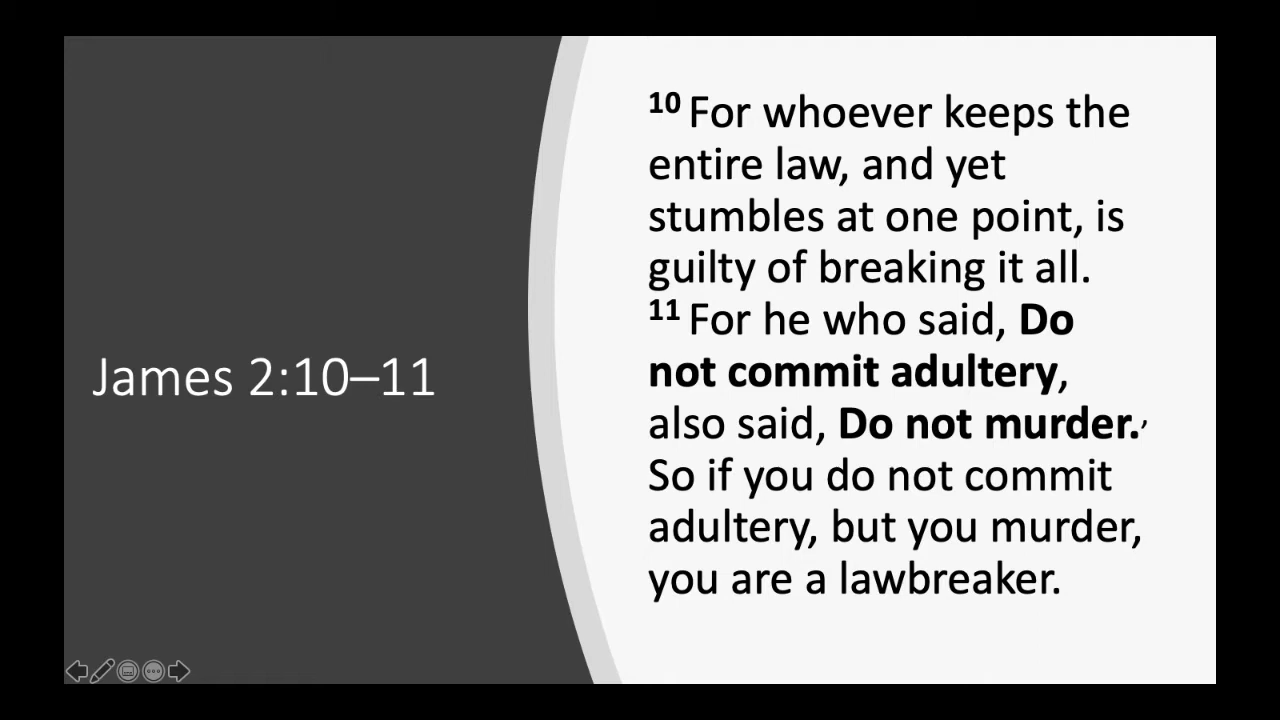 James 2:10–11
10 For whoever keeps the
entire law, and yet
stumbles at one point, is
guilty of breaking it all.
11 For he who said, Do
not commit adultery,
also said, Do not murder.,
So if you do not commit
adultery, but you murder,
you are a lawbreaker.